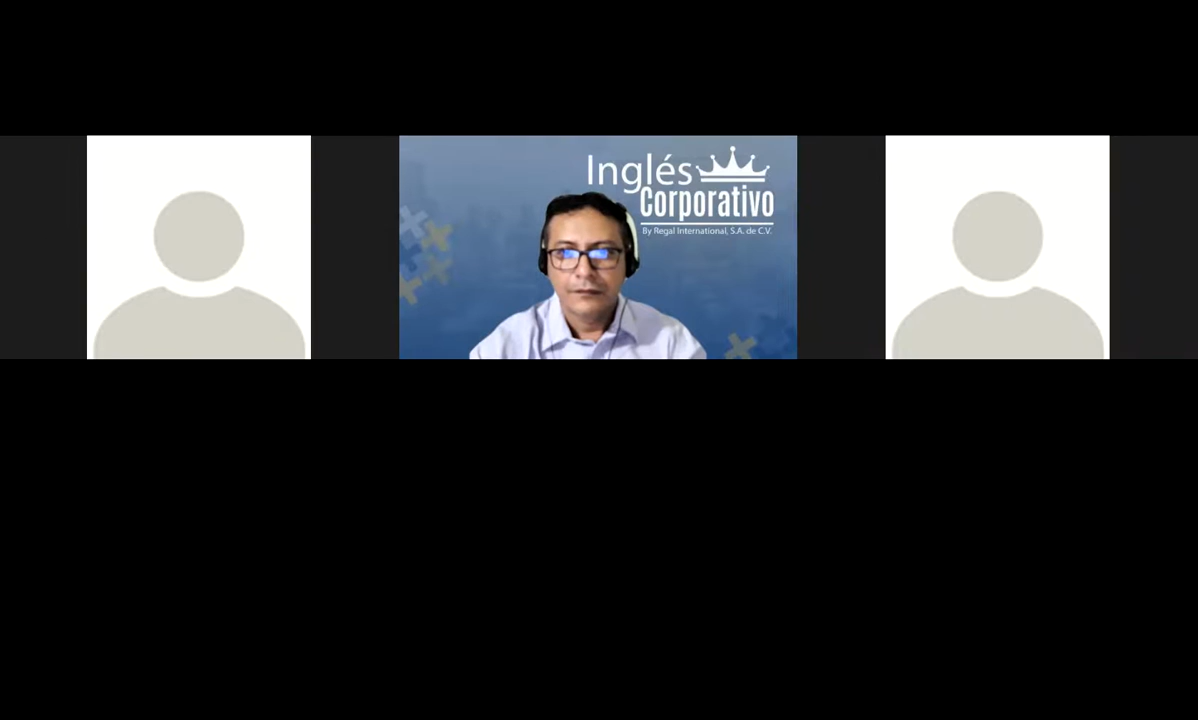 Inglés
Corporativo
By Regal International, S.A. de C.V.